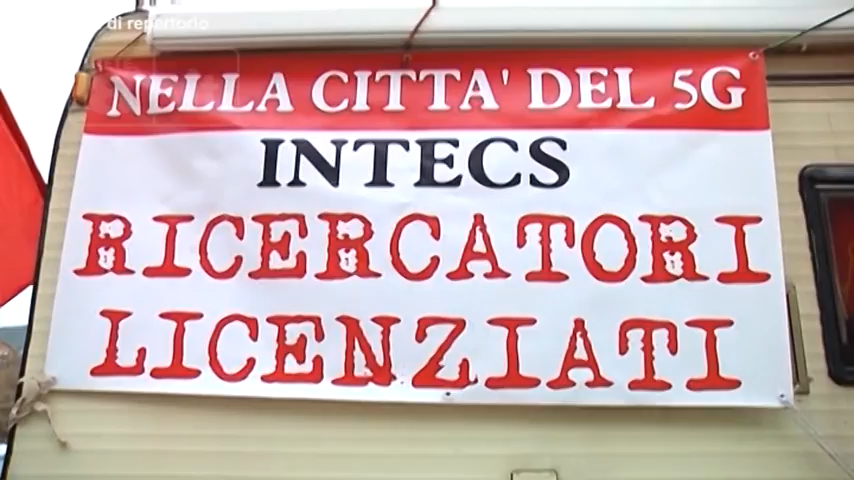 di repertorio
NELLA CITTA' DEL 5G
INTECS
RICERCATORI
LICENZIATI